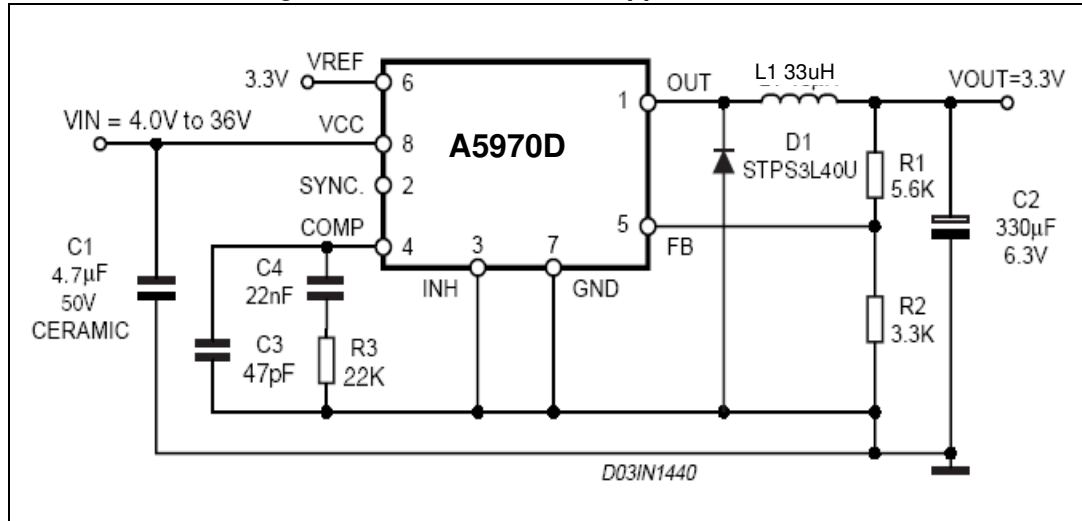 VREF
3.3V
6
VIN = 4.0V to 36V
VCC
8
A5970D
SYNC.
2
COMP
4
3
INH
7
GND
1
OUT
5
FB
L1 33uH
VOUT=3.3V
D1
STPS3L40U
R1
5.6K
C2
330μF
6.3V
R2
3.3K
C1
4.7μF
50V
CERAMIC
C4
22nF
C3
47pF
R3
22K
D03IN1440